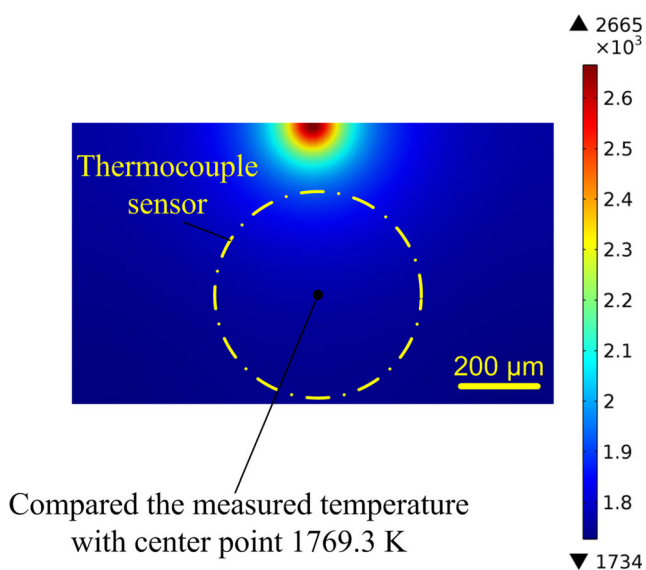 ▲ 2665
×10³
2.6
2.5
2.4
2.3
2.2
2.1
2
1.9
1.8
▼ 1734
Thermocouple
sensor
200 µm
Compared the measured temperature
with center point 1769.3 K